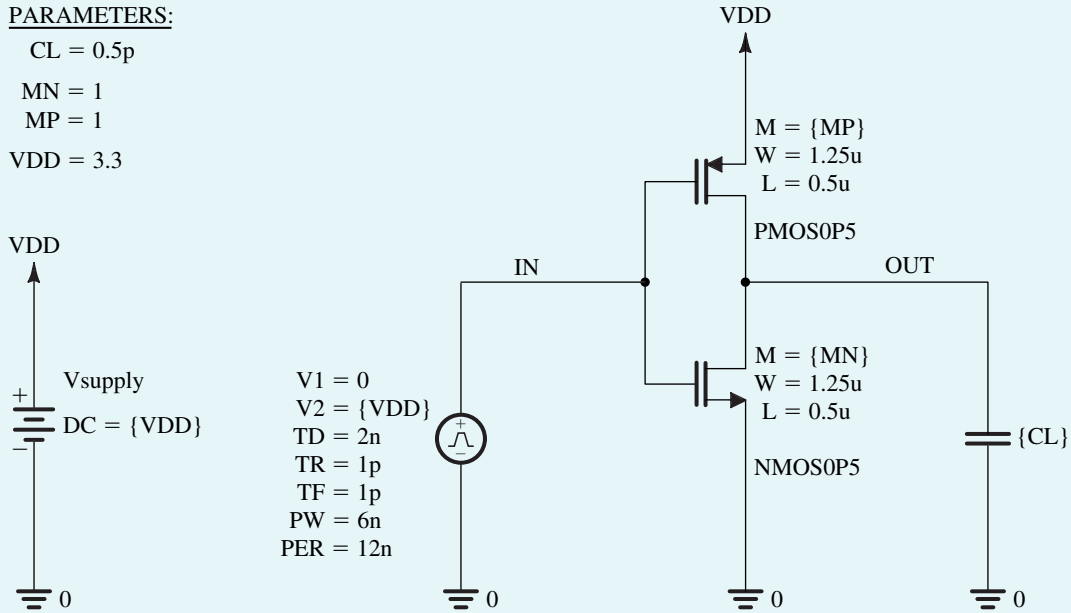 PARAMETERS:
CL = 0.5p
MN = 1
MP = 1
VDD = 3.3
VDD
+
−
Vsupply
DC = {VDD}
0
V1 = 0
V2 = {VDD}
TD = 2n
TR = 1p
TF = 1p
PW = 6n
PER = 12n
+
−
0
IN
VDD
M = {MP}
W = 1.25u
L = 0.5u
PMOS0P5
OUT
M = {MN}
W = 1.25u
L = 0.5u
NMOS0P5
0
{CL}
0